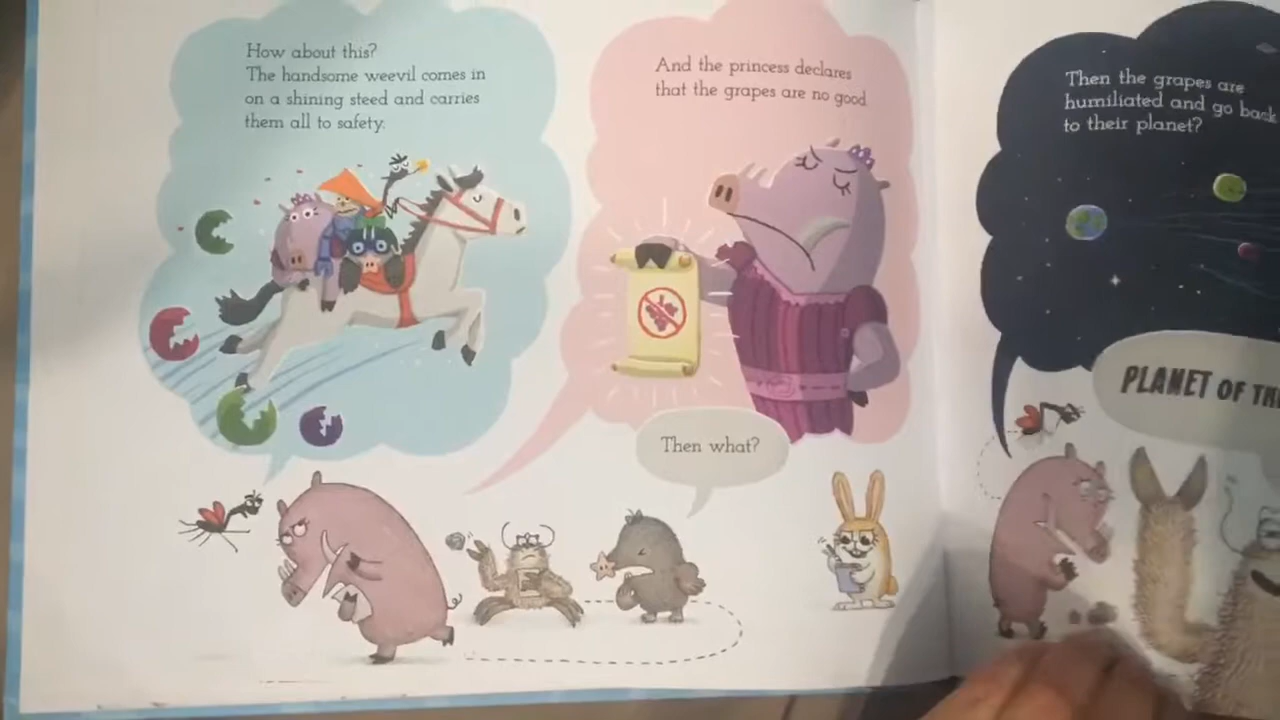 How about this?
The handsome weevil comes in
on a shining steed and carries
them all to safety.
And the princess declares
that the grapes are no good.
Then what?
Then the grapes are
humiliated and go back
to their planet?
PLANET OF